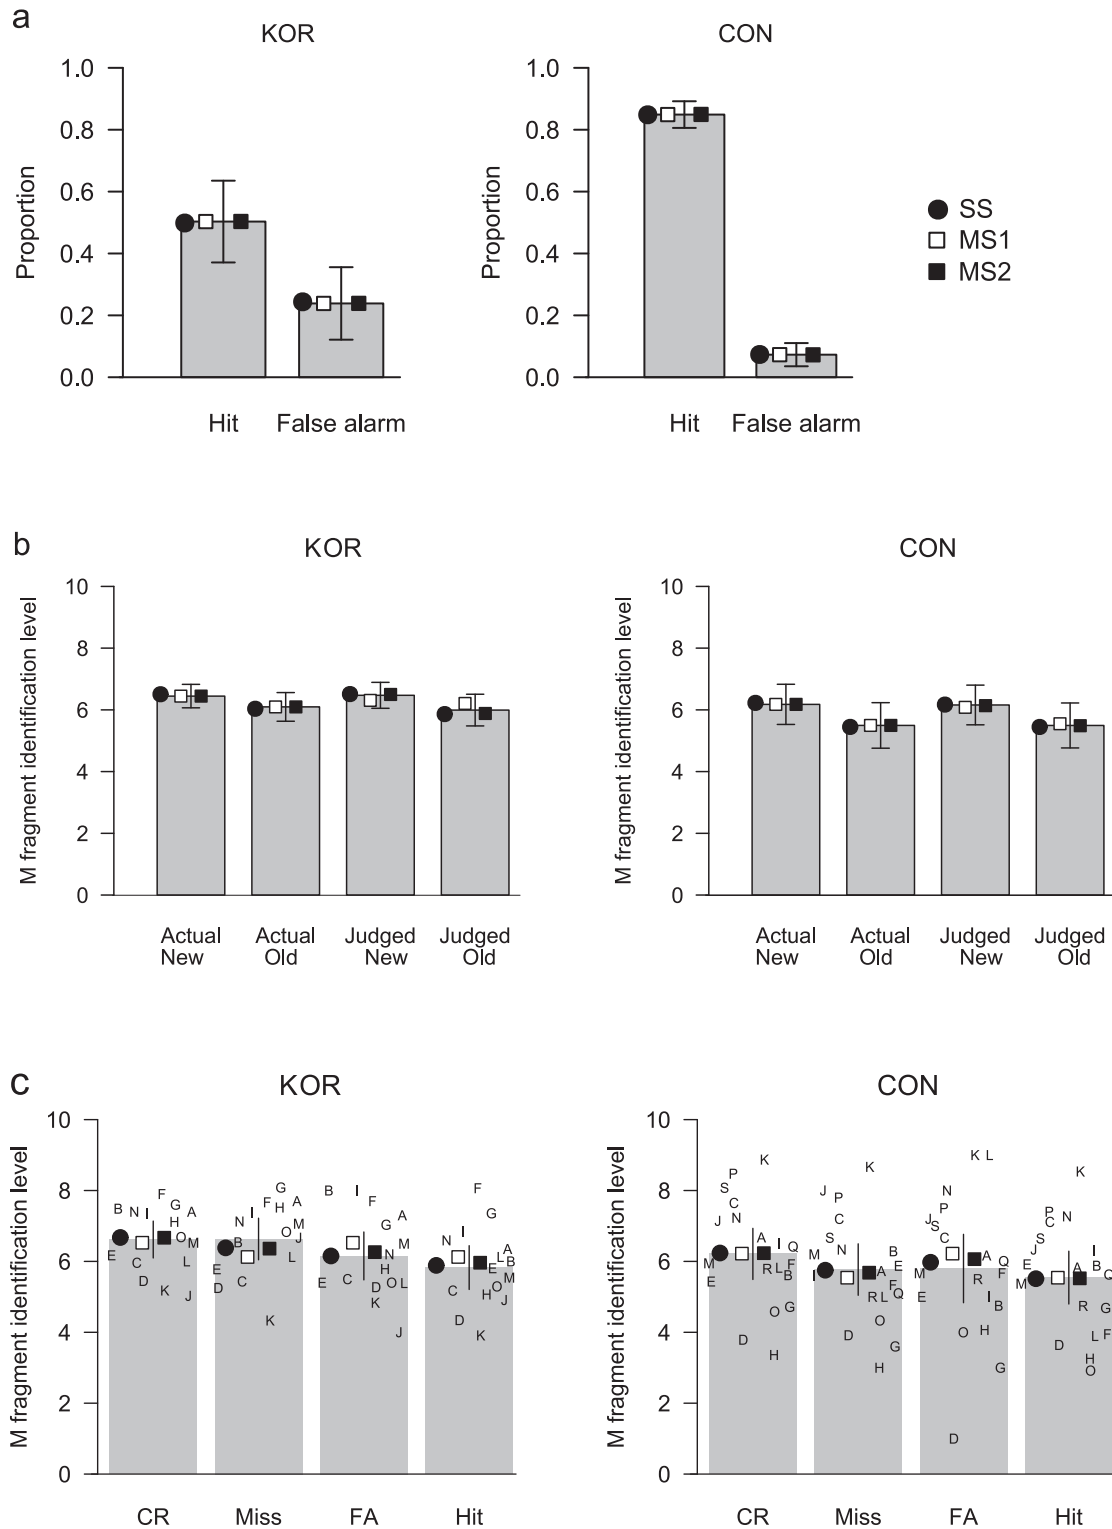 a
KOR
CON
1.0
0.8
0.6
0.4
0.2
0.0
Proportion
Hit
False alarm
1.0
0.8
0.6
0.4
0.2
0.0
Proportion
Hit
False alarm
SS
MS1
MS2
b
KOR
CON
10
8
6
4
2
0
M fragment identification level
Actual New
Actual Old
Judged New
Judged Old
10
8
6
4
2
0
M fragment identification level
Actual New
Actual Old
Judged New
Judged Old
c
KOR
CON
10
8
6
4
2
0
M fragment identification level
B N I F G A
H
E C O M
D L
K J
CR
E D N B C I F G H A
O M J
L
K
Miss
B E I C F G A
N M
H
D O L
K J
FA
N C I D F G
L A
E B M
H O J
K
Hit
10
8
6
4
2
0
M fragment identification level
M E J S P C N
K
A I Q
R L F B
D O G
H
CR
M I J S P C N
K
B E
A F Q
R L
D O G
H
Miss
M E J S P C N
K L
A Q F
R I B
O H G
D
FA
E M F J S P C N
K
I B Q
A R G
D L F
H O
Hit